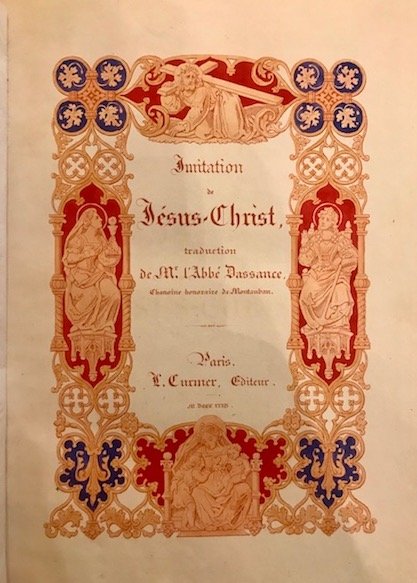 Imitation
de
Jésus-Christ,
traduction
de Mr. l'Abbé Dassance,
Chanoine honoraire de Montauban.
Paris.
L. Curmer, Editeur.